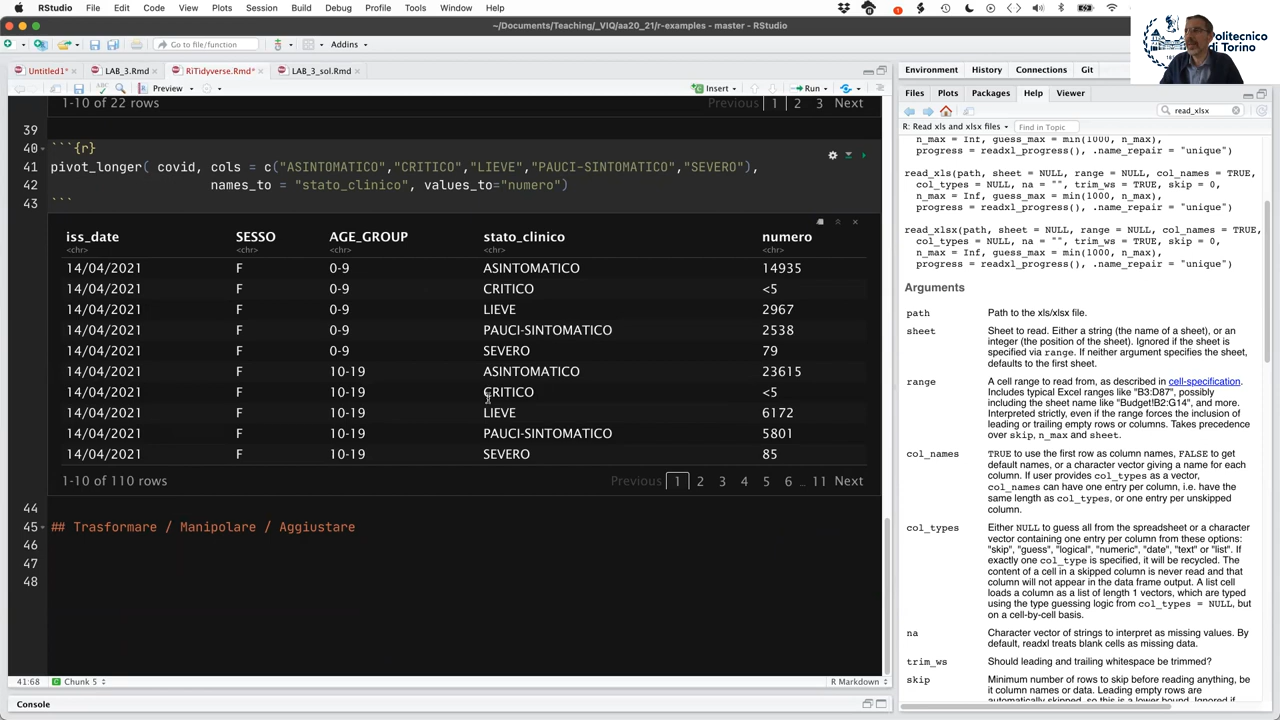 RStudio File Edit Code View Plots Session Build Debug Profile Tools Window Help
~/Documents/Teaching/_VIQ/aa20_21/r-examples - master - RStudio
Go to file/function Addins
Politecnico
di Torino
Untitled1* LAB_3.Rmd RiTidyverse.Rmd* LAB_3_sol.Rmd
Environment History Connections Git
Preview Insert Run
Files Plots Packages Help Viewer
read_xlsx
R: Read xls and xlsx files Find in Topic
1-10 of 22 rows Previous 1 2 3 Next
39
40 ```{r}
41 pivot_longer( covid, cols = c("ASINTOMATICO","CRITICO","LIEVE","PAUCI-SINTOMATICO","SEVERO"),
42 names_to = "stato_clinico", values_to="numero")
43 ```
iss_date SESSO AGE_GROUP stato_clinico numero
<chr> <chr> <chr> <chr> <chr>
14/04/2021 F 0-9 ASINTOMATICO 14935
14/04/2021 F 0-9 CRITICO <5
14/04/2021 F 0-9 LIEVE 2967
14/04/2021 F 0-9 PAUCI-SINTOMATICO 2538
14/04/2021 F 0-9 SEVERO 79
14/04/2021 F 10-19 ASINTOMATICO 23615
14/04/2021 F 10-19 CRITICO <5
14/04/2021 F 10-19 LIEVE 6172
14/04/2021 F 10-19 PAUCI-SINTOMATICO 5801
14/04/2021 F 10-19 SEVERO 85
1-10 of 110 rows Previous 1 2 3 4 5 6 ... 11 Next
44
45 ## Trasformare / Manipolare / Aggiustare
46
47
48
41:68 Chunk 5 R Markdown
Console
n_max = Inf, guess_max = min(1000, n_max),
progress = readxl_progress(), .name_repair = "unique")
read_xls(path, sheet = NULL, range = NULL, col_names = TRUE,
col_types = NULL, na = "", trim_ws = TRUE, skip = 0,
n_max = Inf, guess_max = min(1000, n_max),
progress = readxl_progress(), .name_repair = "unique")
read_xlsx(path, sheet = NULL, range = NULL, col_names = TRUE,
col_types = NULL, na = "", trim_ws = TRUE, skip = 0,
n_max = Inf, guess_max = min(1000, n_max),
progress = readxl_progress(), .name_repair = "unique")
Arguments
path Path to the xls/xlsx file.
sheet Sheet to read. Either a string (the name of a sheet), or an
integer (the position of the sheet). Ignored if the sheet is
specified via range. If neither argument specifies the sheet,
defaults to the first sheet.
range A cell range to read from, as described in cell-specification.
Includes typical Excel ranges like "B3:D87", possibly
including the sheet name like "Budget!B2:G14", and more.
Interpreted strictly, even if the range forces the inclusion of
leading or trailing empty rows or columns. Takes precedence
over skip, n_max and sheet.
col_names TRUE to use the first row as column names, FALSE to get
default names, or a character vector giving a name for each
column. If user provides col_types as a vector,
col_names can have one entry per column, i.e. have the
same length as col_types, or one entry per unskipped
column.
col_types Either NULL to guess all from the spreadsheet or a character
vector containing one entry per column from these options:
"skip", "guess", "logical", "numeric", "date", "text" or "list". If
exactly one col_type is specified, it will be recycled. The
content of a cell in a skipped column is never read and that
column will not appear in the data frame output. A list cell
loads a column as a list of length 1 vectors, which are typed
using the type guessing logic from col_types = NULL, but
on a cell-by-cell basis.
na Character vector of strings to interpret as missing values. By
default, readxl treats blank cells as missing data.
trim_ws Should leading and trailing whitespace be trimmed?
skip Minimum number of rows to skip before reading anything, be
it column names or data. Leading empty rows are
automatically skipped, so this is a lower bound. Ignored if